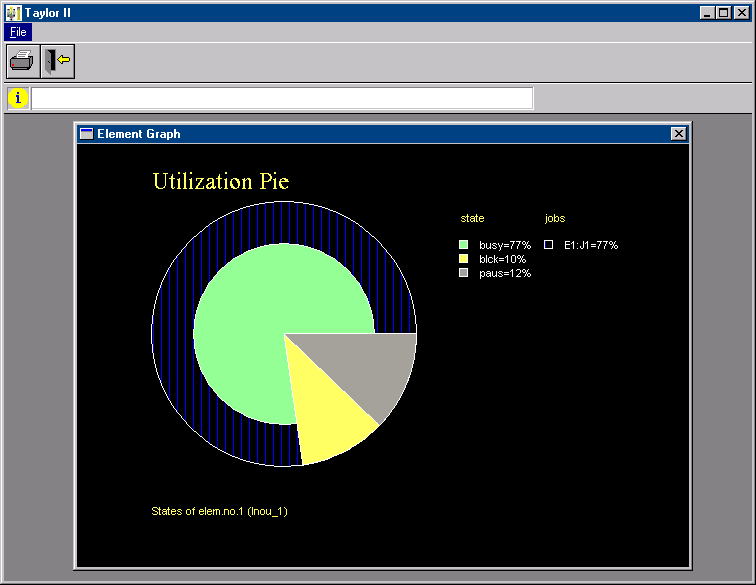 Taylor II
File
i
Element Graph
Utilization Pie
state jobs
busy=77% E1:J1=77%
blck=10%
paus=12%
States of elem.no.1 (Inou_1)